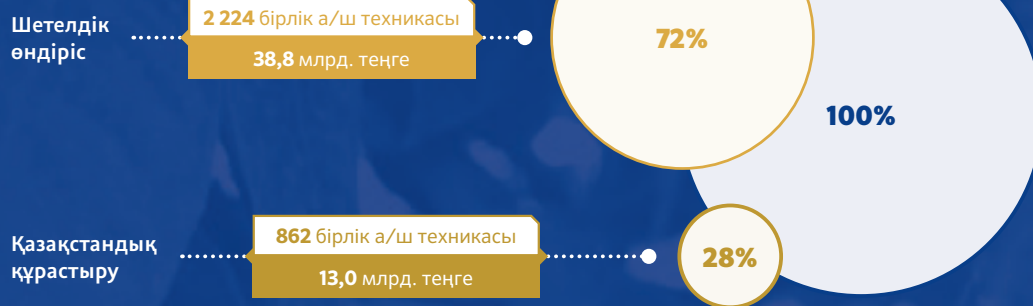 Шетелдік
өндіріс
2 224 бірлік а/ш техникасы
38,8 млрд. теңге
72%
100%
Қазақстандық
құрастыру
862 бірлік а/ш техникасы
13,0 млрд. теңге
28%